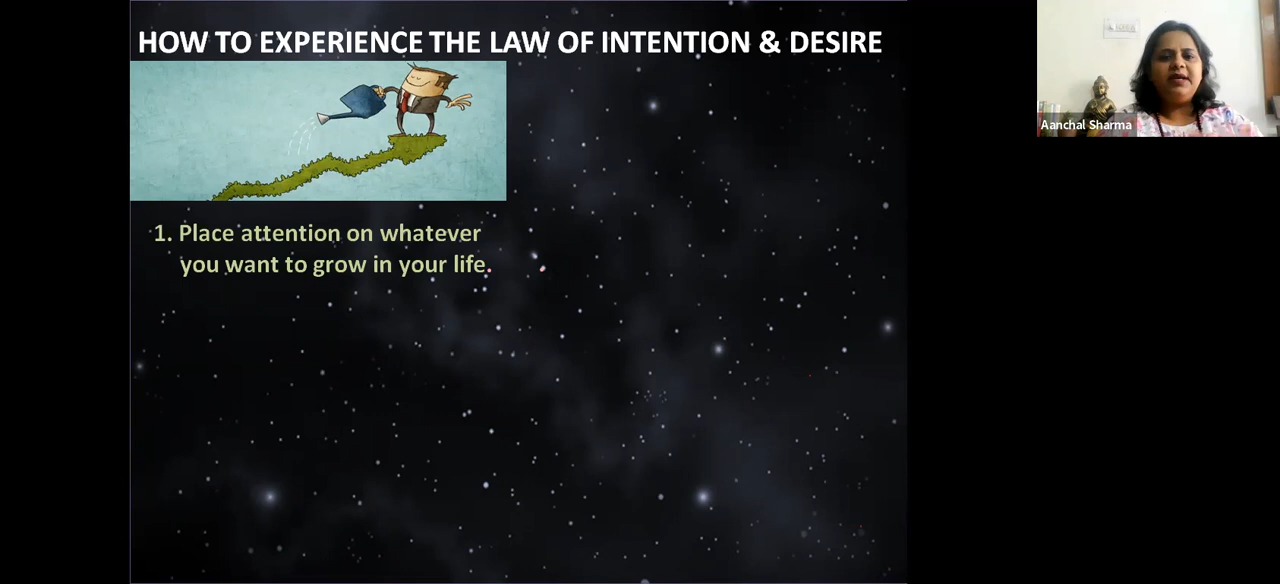 HOW TO EXPERIENCE THE LAW OF INTENTION & DESIRE
1. Place attention on whatever
you want to grow in your life.
Aanchal Sharma